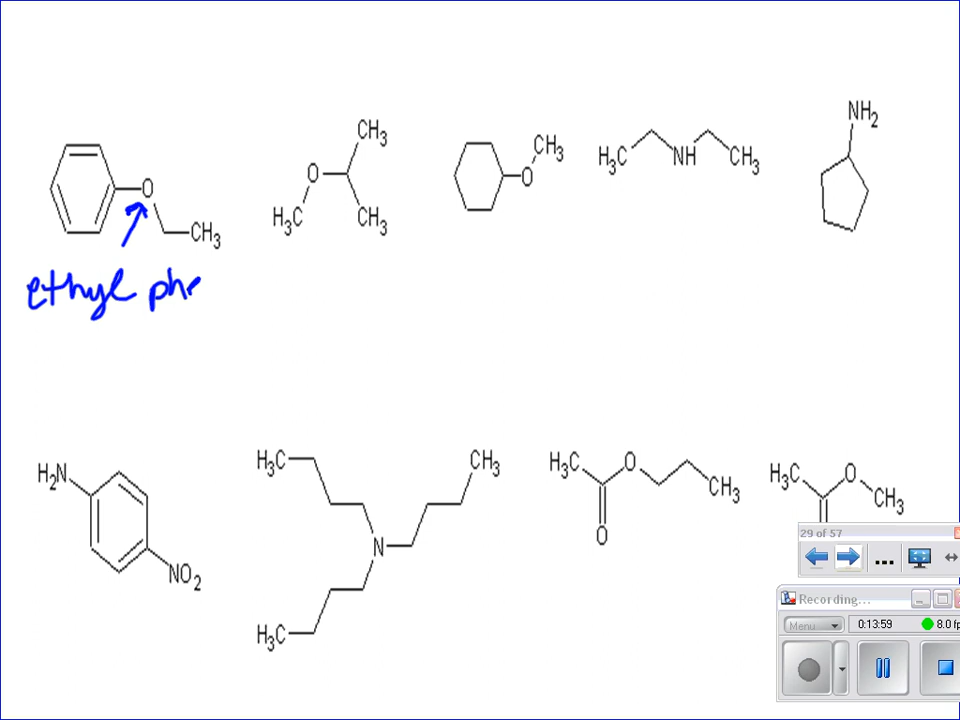 CH3
NH2
O
CH3
H3C
NH
CH3
O
CH3
O
H3C
CH3
ethyl phe
H2N
NO2
H3C
CH3
N
H3C
H3C
O
CH3
O
H3C
O
CH3
29 of 57
...
Recording...
Menu
0:13:59
8.0 fp